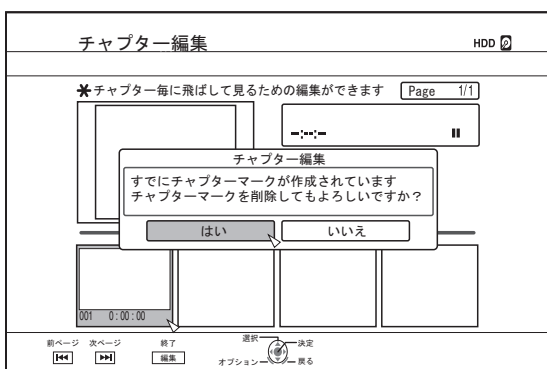 チャプター編集
HDD
チャプター毎に飛ばして見るための編集ができます
Page 1/1
–:--:–
チャプター編集
すでにチャプターマークが作成されています
チャプターマークを削除してもよろしいですか？
はい
いいえ
001 0:00:00
前ページ 次ページ 終了 選択 決定
編集 オプション 戻る